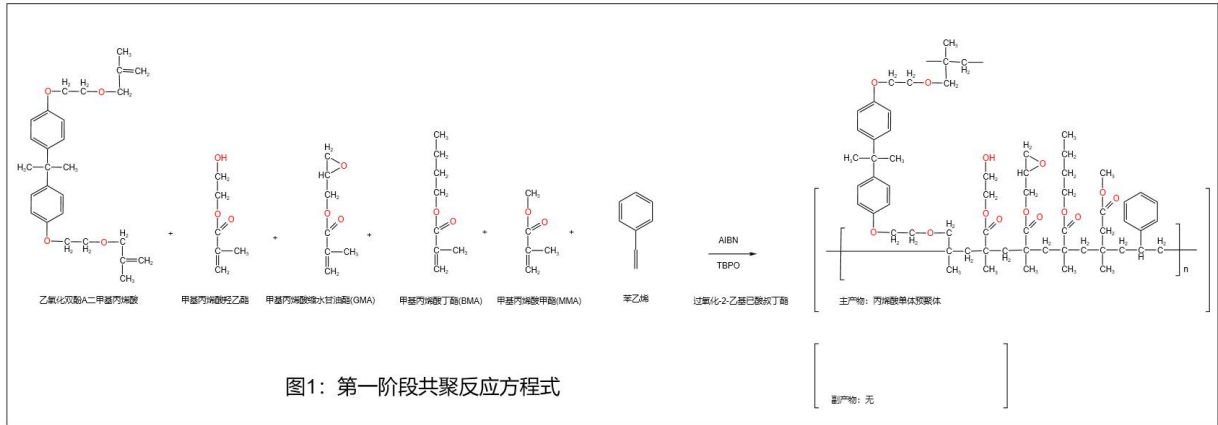 乙氧化双酚A二甲基丙烯酸
甲基丙烯酸羟乙酯
甲基丙烯酸缩水甘油酯(GMA)
甲基丙烯酸丁酯(BMA)
甲基丙烯酸甲酯(MMA)
苯乙烯
AIBN
TBPO
过氧化-2-乙基已酸叔丁酯
主产物:丙烯酸单体预聚体
n
副产物:无
图1:第一阶段共聚反应方程式